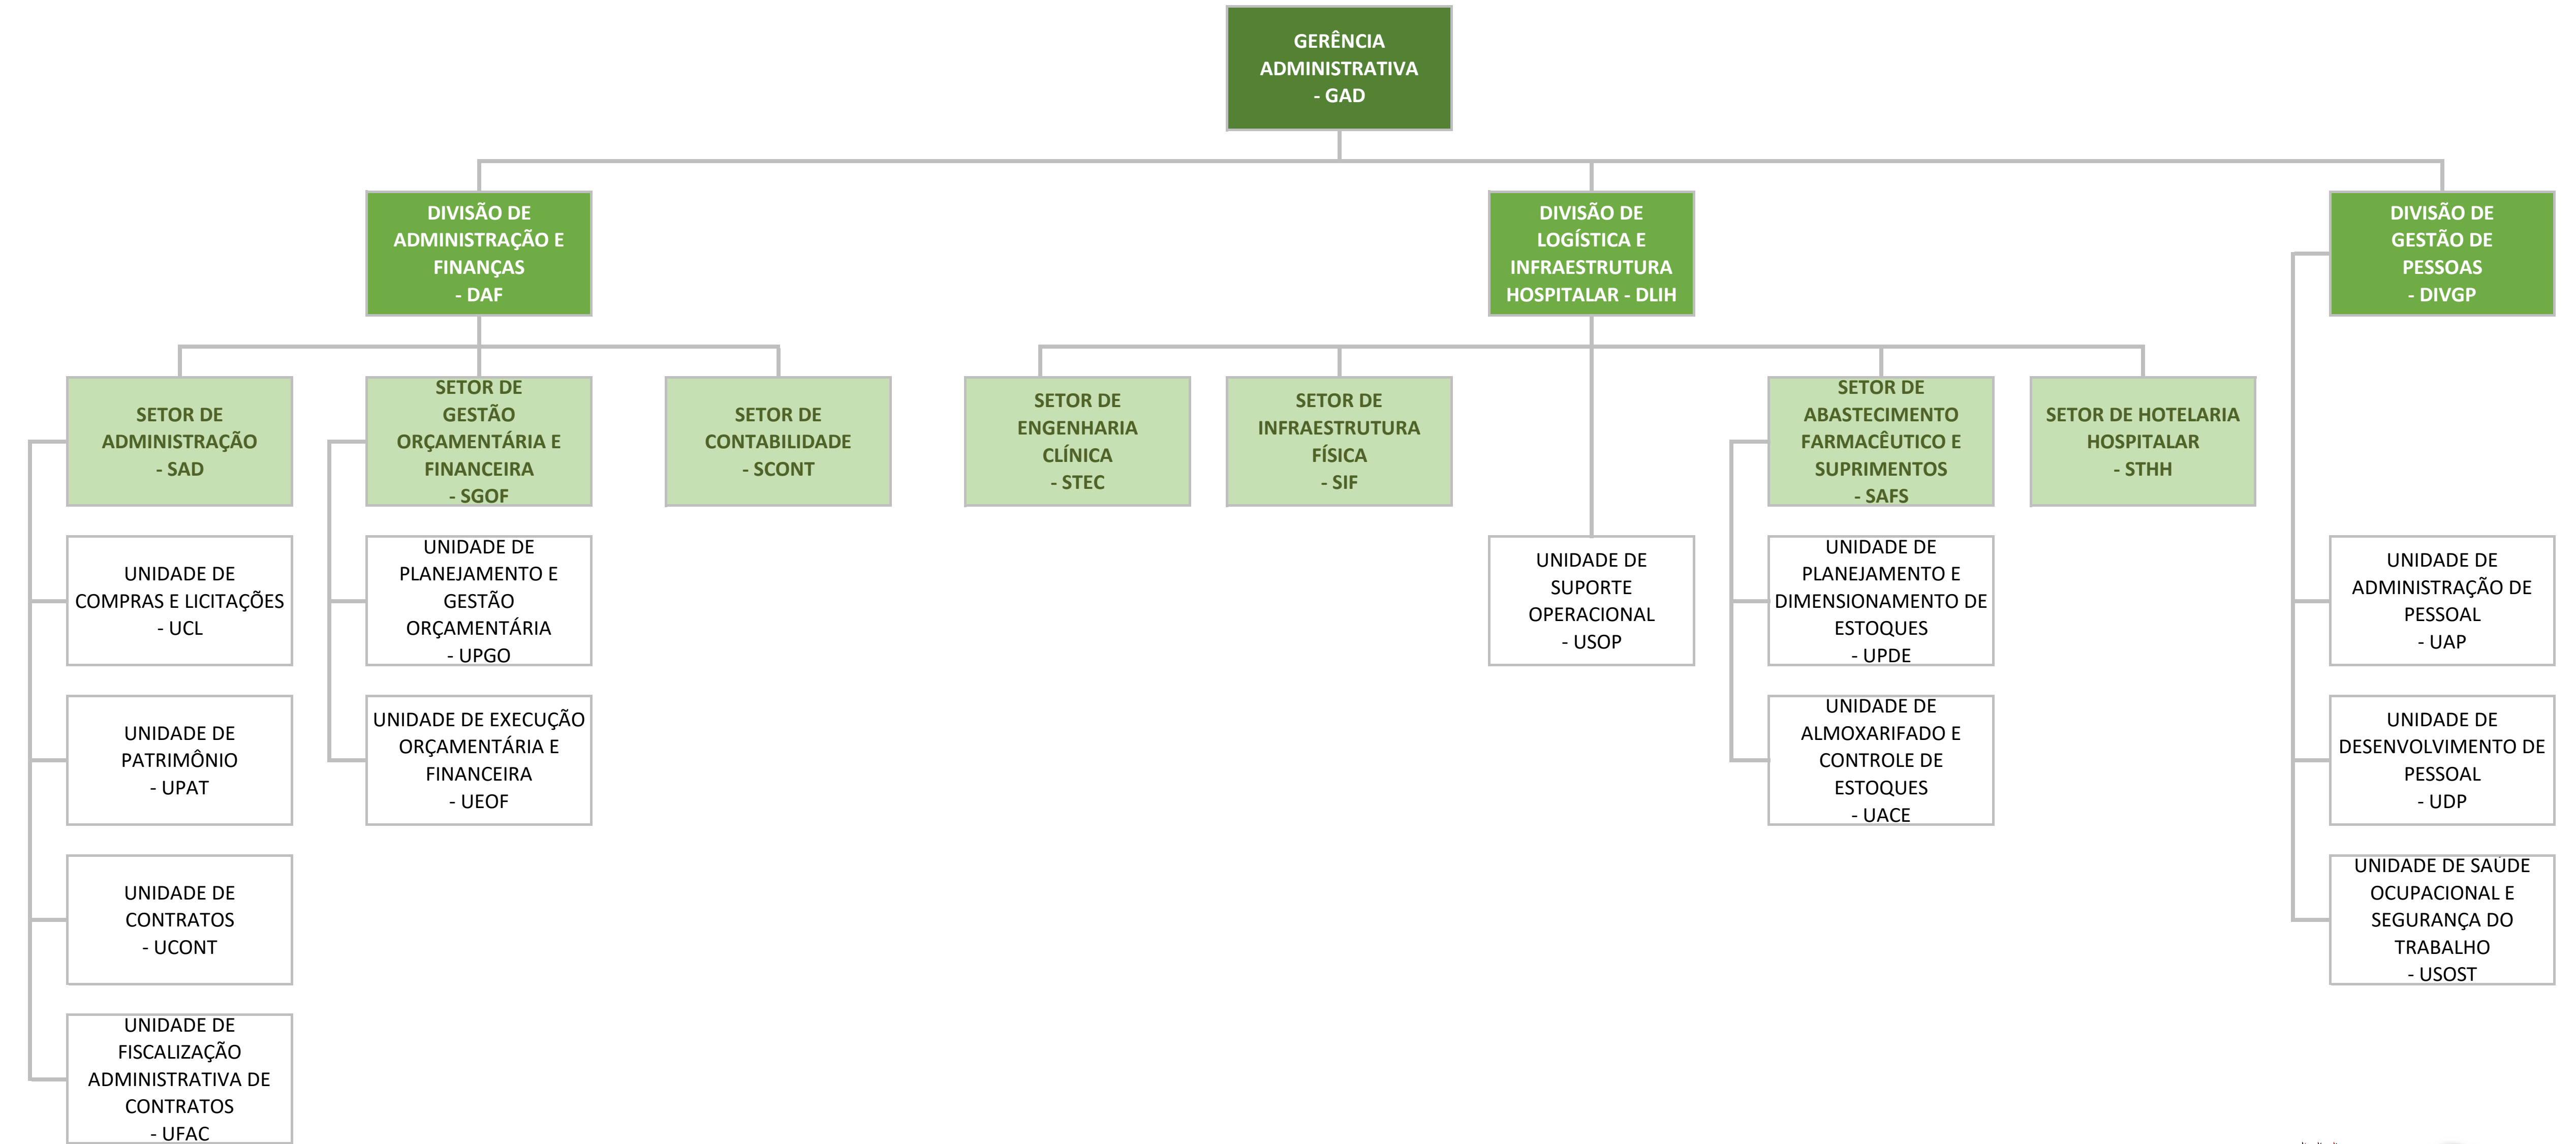 GERÊNCIA
ADMINISTRATIVA
- GAD
DIVISÃO DE
ADMINISTRAÇÃO E
FINANÇAS
- DAF
DIVISÃO DE
LOGÍSTICA E
INFRAESTRUTURA
HOSPITALAR - DLIH
DIVISÃO DE
GESTÃO DE
PESSOAS
- DIVGP
SETOR DE
ADMINISTRAÇÃO
- SAD
SETOR DE
GESTÃO
ORÇAMENTÁRIA E
FINANCEIRA
- SGOF
SETOR DE
CONTABILIDADE
- SCONT
SETOR DE
ENGENHARIA
CLÍNICA
- STEC
SETOR DE
INFRAESTRUTURA
FÍSICA
- SIF
SETOR DE
ABASTECIMENTO
FARMACÊUTICO E
SUPRIMENTOS
- SAFS
SETOR DE HOTELARIA
HOSPITALAR
- STHH
UNIDADE DE
COMPRAS E LICITAÇÕES
- UCL
UNIDADE DE
PLANEJAMENTO E
GESTÃO
ORÇAMENTÁRIA
- UPGO
UNIDADE DE
SUPORTE
OPERACIONAL
- USOP
UNIDADE DE
PLANEJAMENTO E
DIMENSIONAMENTO DE
ESTOQUES
- UPDE
UNIDADE DE
ADMINISTRAÇÃO DE
PESSOAL
- UAP
UNIDADE DE
PATRIMÔNIO
- UPAT
UNIDADE DE EXECUÇÃO
ORÇAMENTÁRIA E
FINANCEIRA
- UEOF
UNIDADE DE
ALMOXARIFADO E
CONTROLE DE
ESTOQUES
- UACE
UNIDADE DE
DESENVOLVIMENTO DE
PESSOAL
- UDP
UNIDADE DE
CONTRATOS
- UCONT
UNIDADE DE SAÚDE
OCUPACIONAL E
SEGURANÇA DO
TRABALHO
- USOST
UNIDADE DE
FISCALIZAÇÃO
ADMINISTRATIVA DE
CONTRATOS
- UFAC